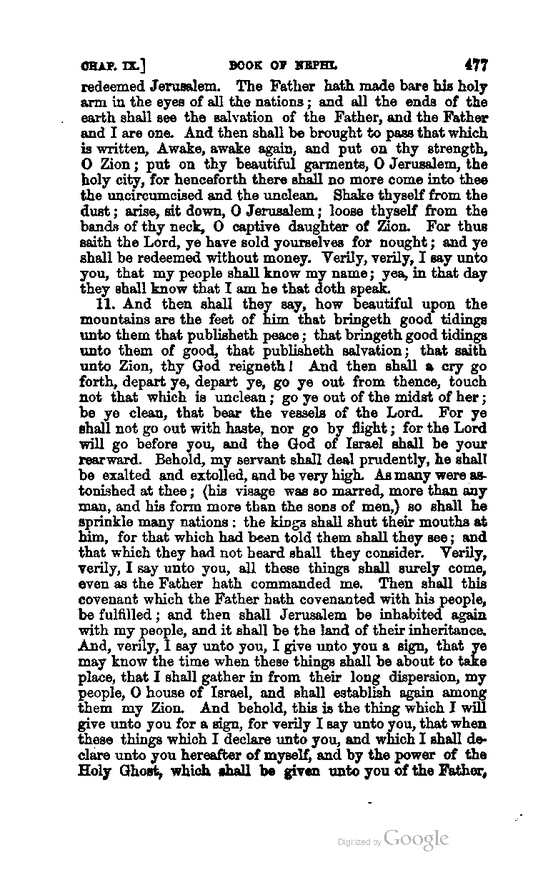 CHAP. IX.] BOOK OF NEPHI. 477
redeemed Jerusalem. The Father hath made bare his holy
arm in the eyes of all the nations; and all the ends of the
earth shall see the salvation of the Father, and the Father
and I are one. And then shall be brought to pass that which
is written, Awake, awake again, and put on thy strength,
O Zion; put on thy beautiful garments, O Jerusalem, the
holy city, for henceforth there shall no more come into thee
the uncircumcised and the unclean. Shake thyself from the
dust; arise, sit down, O Jerusalem; loose thyself from the
bands of thy neck, O captive daughter of Zion. For thus
saith the Lord, ye have sold yourselves for nought; and ye
shall be redeemed without money. Verily, verily, I say unto
you, that my people shall know my name; yea, in that day
they shall know that I am he that doth speak.
11. And then shall they say, how beautiful upon the
mountains are the feet of him that bringeth good tidings
unto them that publisheth peace; that bringeth good tidings
unto them of good, that publisheth salvation; that saith
unto Zion, thy God reigneth! And then shall a cry go
forth, depart ye, depart ye, go ye out from thence, touch
not that which is unclean; go ye out of the midst of her;
be ye clean, that bear the vessels of the Lord. For ye
shall not go out with haste, nor go by flight; for the Lord
will go before you, and the God of Israel shall be your
rearward. Behold, my servant shall deal prudently, he shall
be exalted and extolled, and be very high. As many were as-
tonished at thee; (his visage was so marred, more than any
man, and his form more than the sons of men,) so shall he
sprinkle many nations: the kings shall shut their mouths at
him, for that which had been told them shall they see; and
that which they had not heard shall they consider. Verily,
verily, I say unto you, all these things shall surely come,
even as the Father hath commanded me. Then shall this
covenant which the Father hath covenanted with his people,
be fulfilled; and then shall Jerusalem be inhabited again
with my people, and it shall be the land of their inheritance.
And, verily, I say unto you, I give unto you a sign, that ye
may know the time when these things shall be about to take
place, that I shall gather in from their long dispersion, my
people, O house of Israel, and shall establish again among
them my Zion. And behold, this is the thing which I will
give unto you for a sign, for verily I say unto you, that when
these things which I declare unto you, and which I shall de-
clare unto you hereafter of myself, and by the power of the
Holy Ghost, which shall be given unto you of the Father,
Digitized by Google